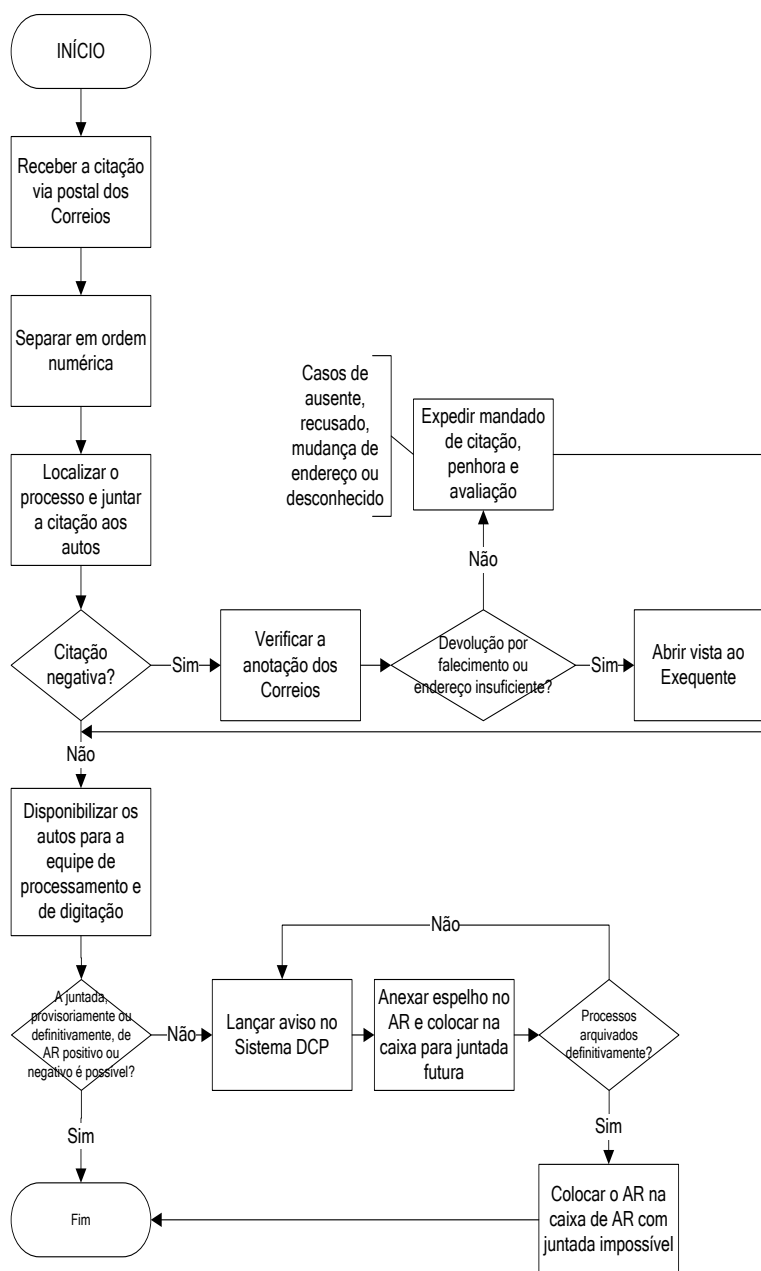 INÍCIO
Receber a citação
via postal dos
Correios
Separar em ordem
numérica
Localizar o
processo e juntar
a citação aos
autos
Casos de
ausente,
recusado,
mudança de
endereço ou
desconhecido
Expedir mandado
de citação,
penhora e
avaliação
Não
Citação
negativa?
Sim
Verificar a
anotação dos
Correios
Devolução por
falecimento ou
endereço insuficiente?
Sim
Abrir vista ao
Exequente
Não
Disponibilizar os
autos para a
equipe de
processamento e
de digitação
Não
A juntada,
provisoriamente ou
definitivamente, de
AR positivo ou
negativo é possível?
Não
Lançar aviso no
Sistema DCP
Anexar espelho no
AR e colocar na
caixa para juntada
futura
Processos
arquivados
definitivamente?
Sim
Sim
Colocar o AR na
caixa de AR com
juntada impossível
Fim